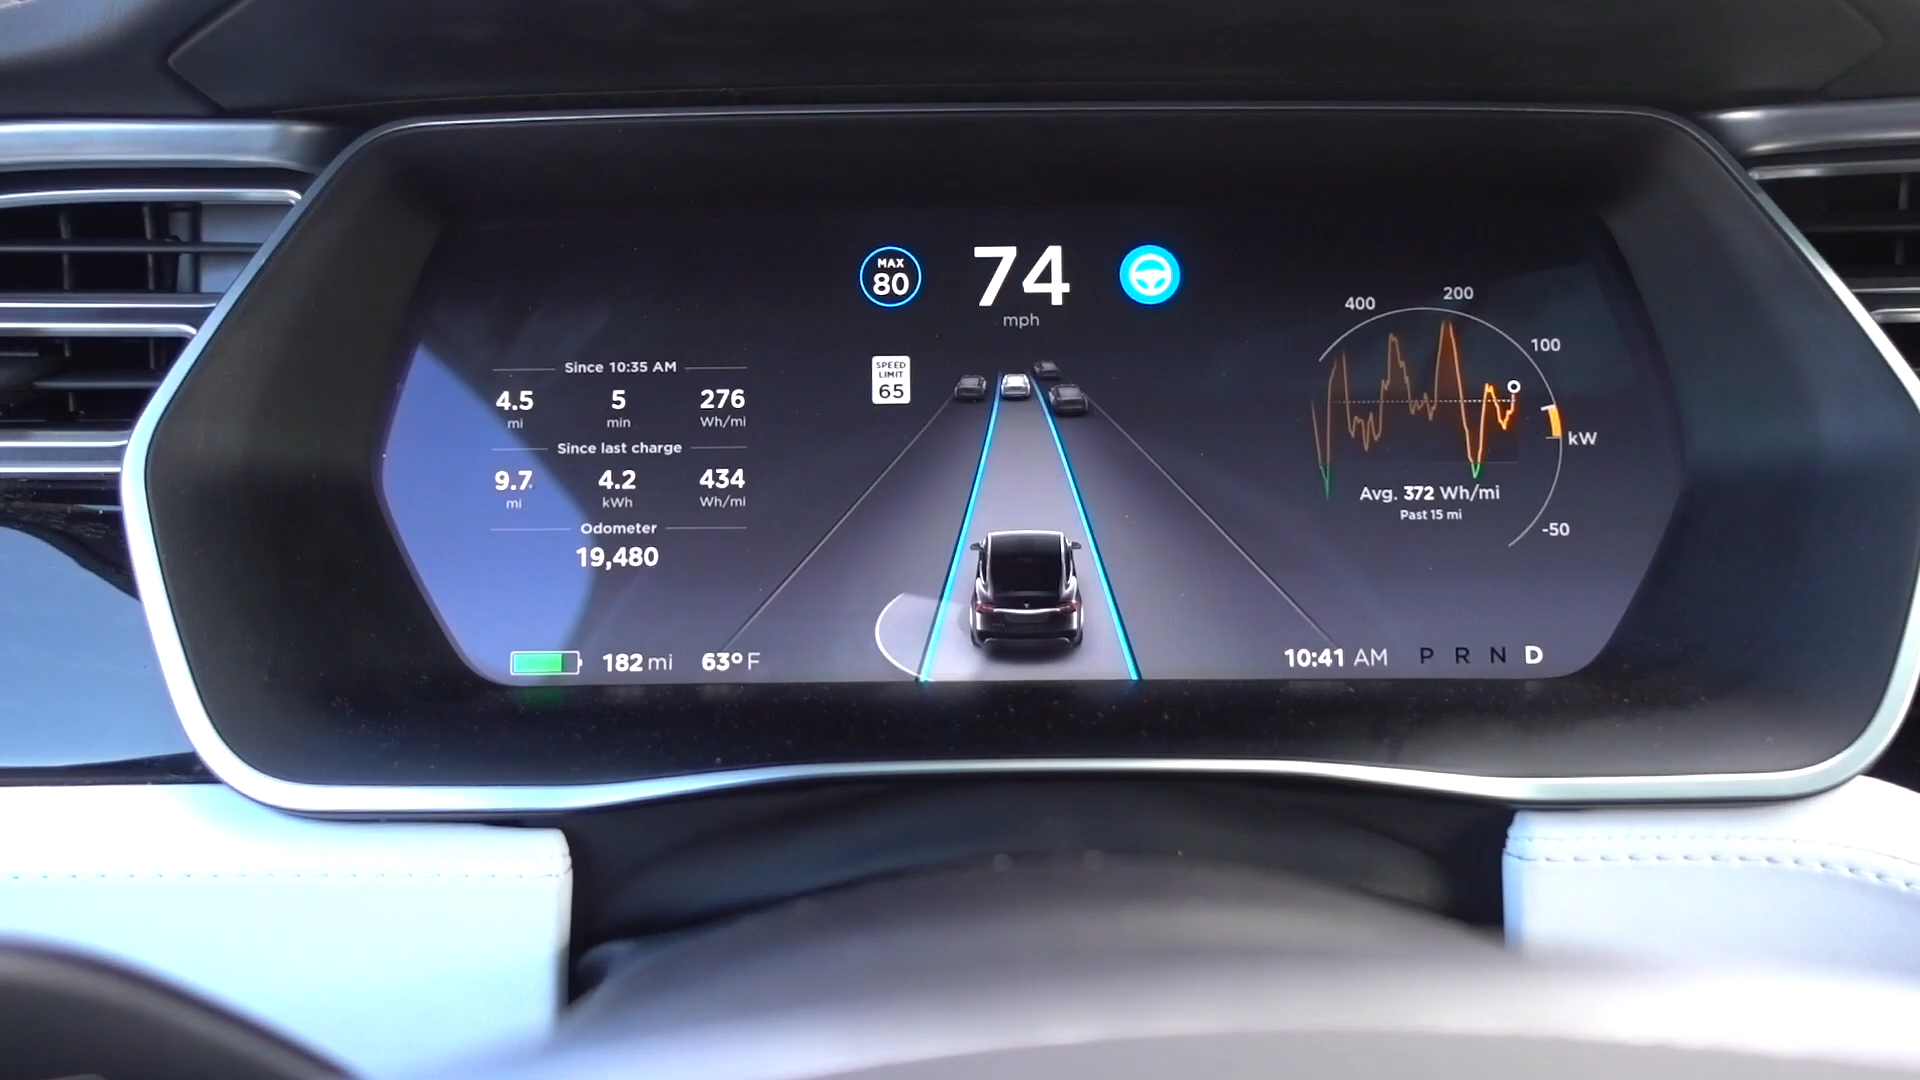 MAX
80
74
mph
SPEED
LIMIT
65
Since 10:35 AM
4.5 5 276
mi min Wh/mi
Since last charge
9.7 4.2 434
mi kWh Wh/mi
Odometer
19,480
182 mi 63° F
400 200
100
kW
-50
Avg. 372 Wh/mi
Past 15 mi
10:41 AM P R N D